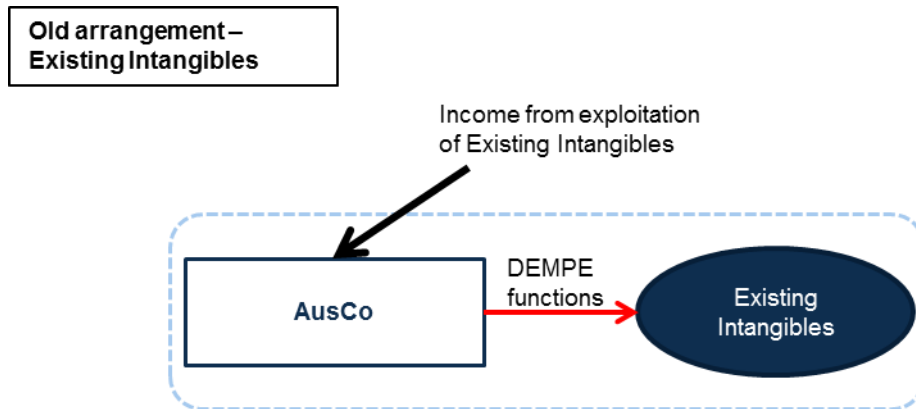 Old arrangement –
Existing Intangibles
Income from exploitation
of Existing Intangibles
DEMPE
functions
AusCo
Existing
Intangibles